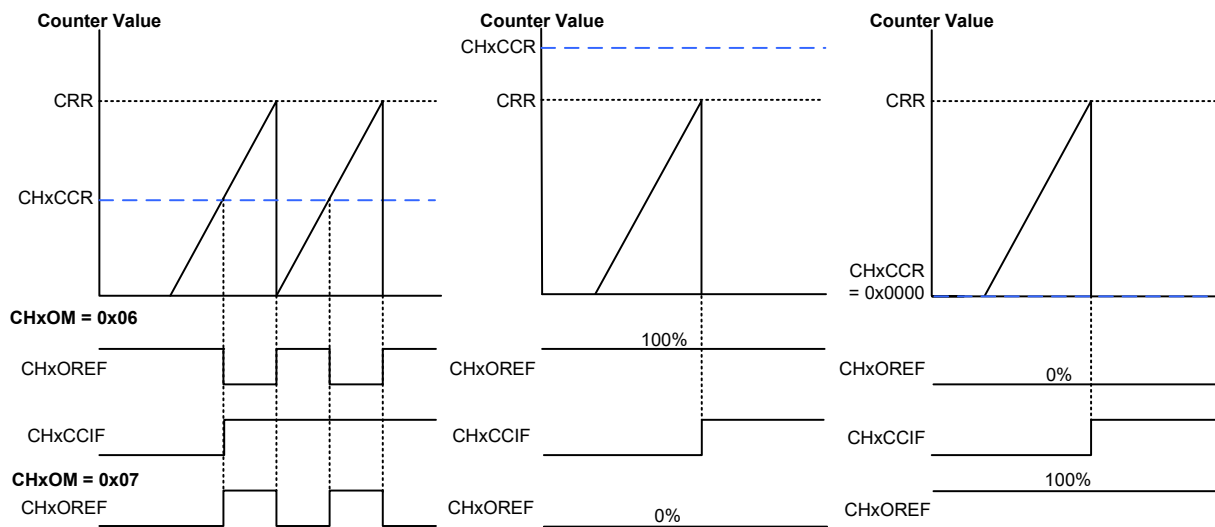 Counter Value
CRR
CHxCCR
CHxOM = 0x06
CHxOREF
CHxCCIF
CHxOM = 0x07
CHxOREF
Counter Value
CHxCCR
CRR
100%
CHxOREF
CHxCCIF
CHxOREF
0%
Counter Value
CRR
CHxCCR
= 0x0000
CHxOREF
0%
CHxCCIF
100%
CHxOREF